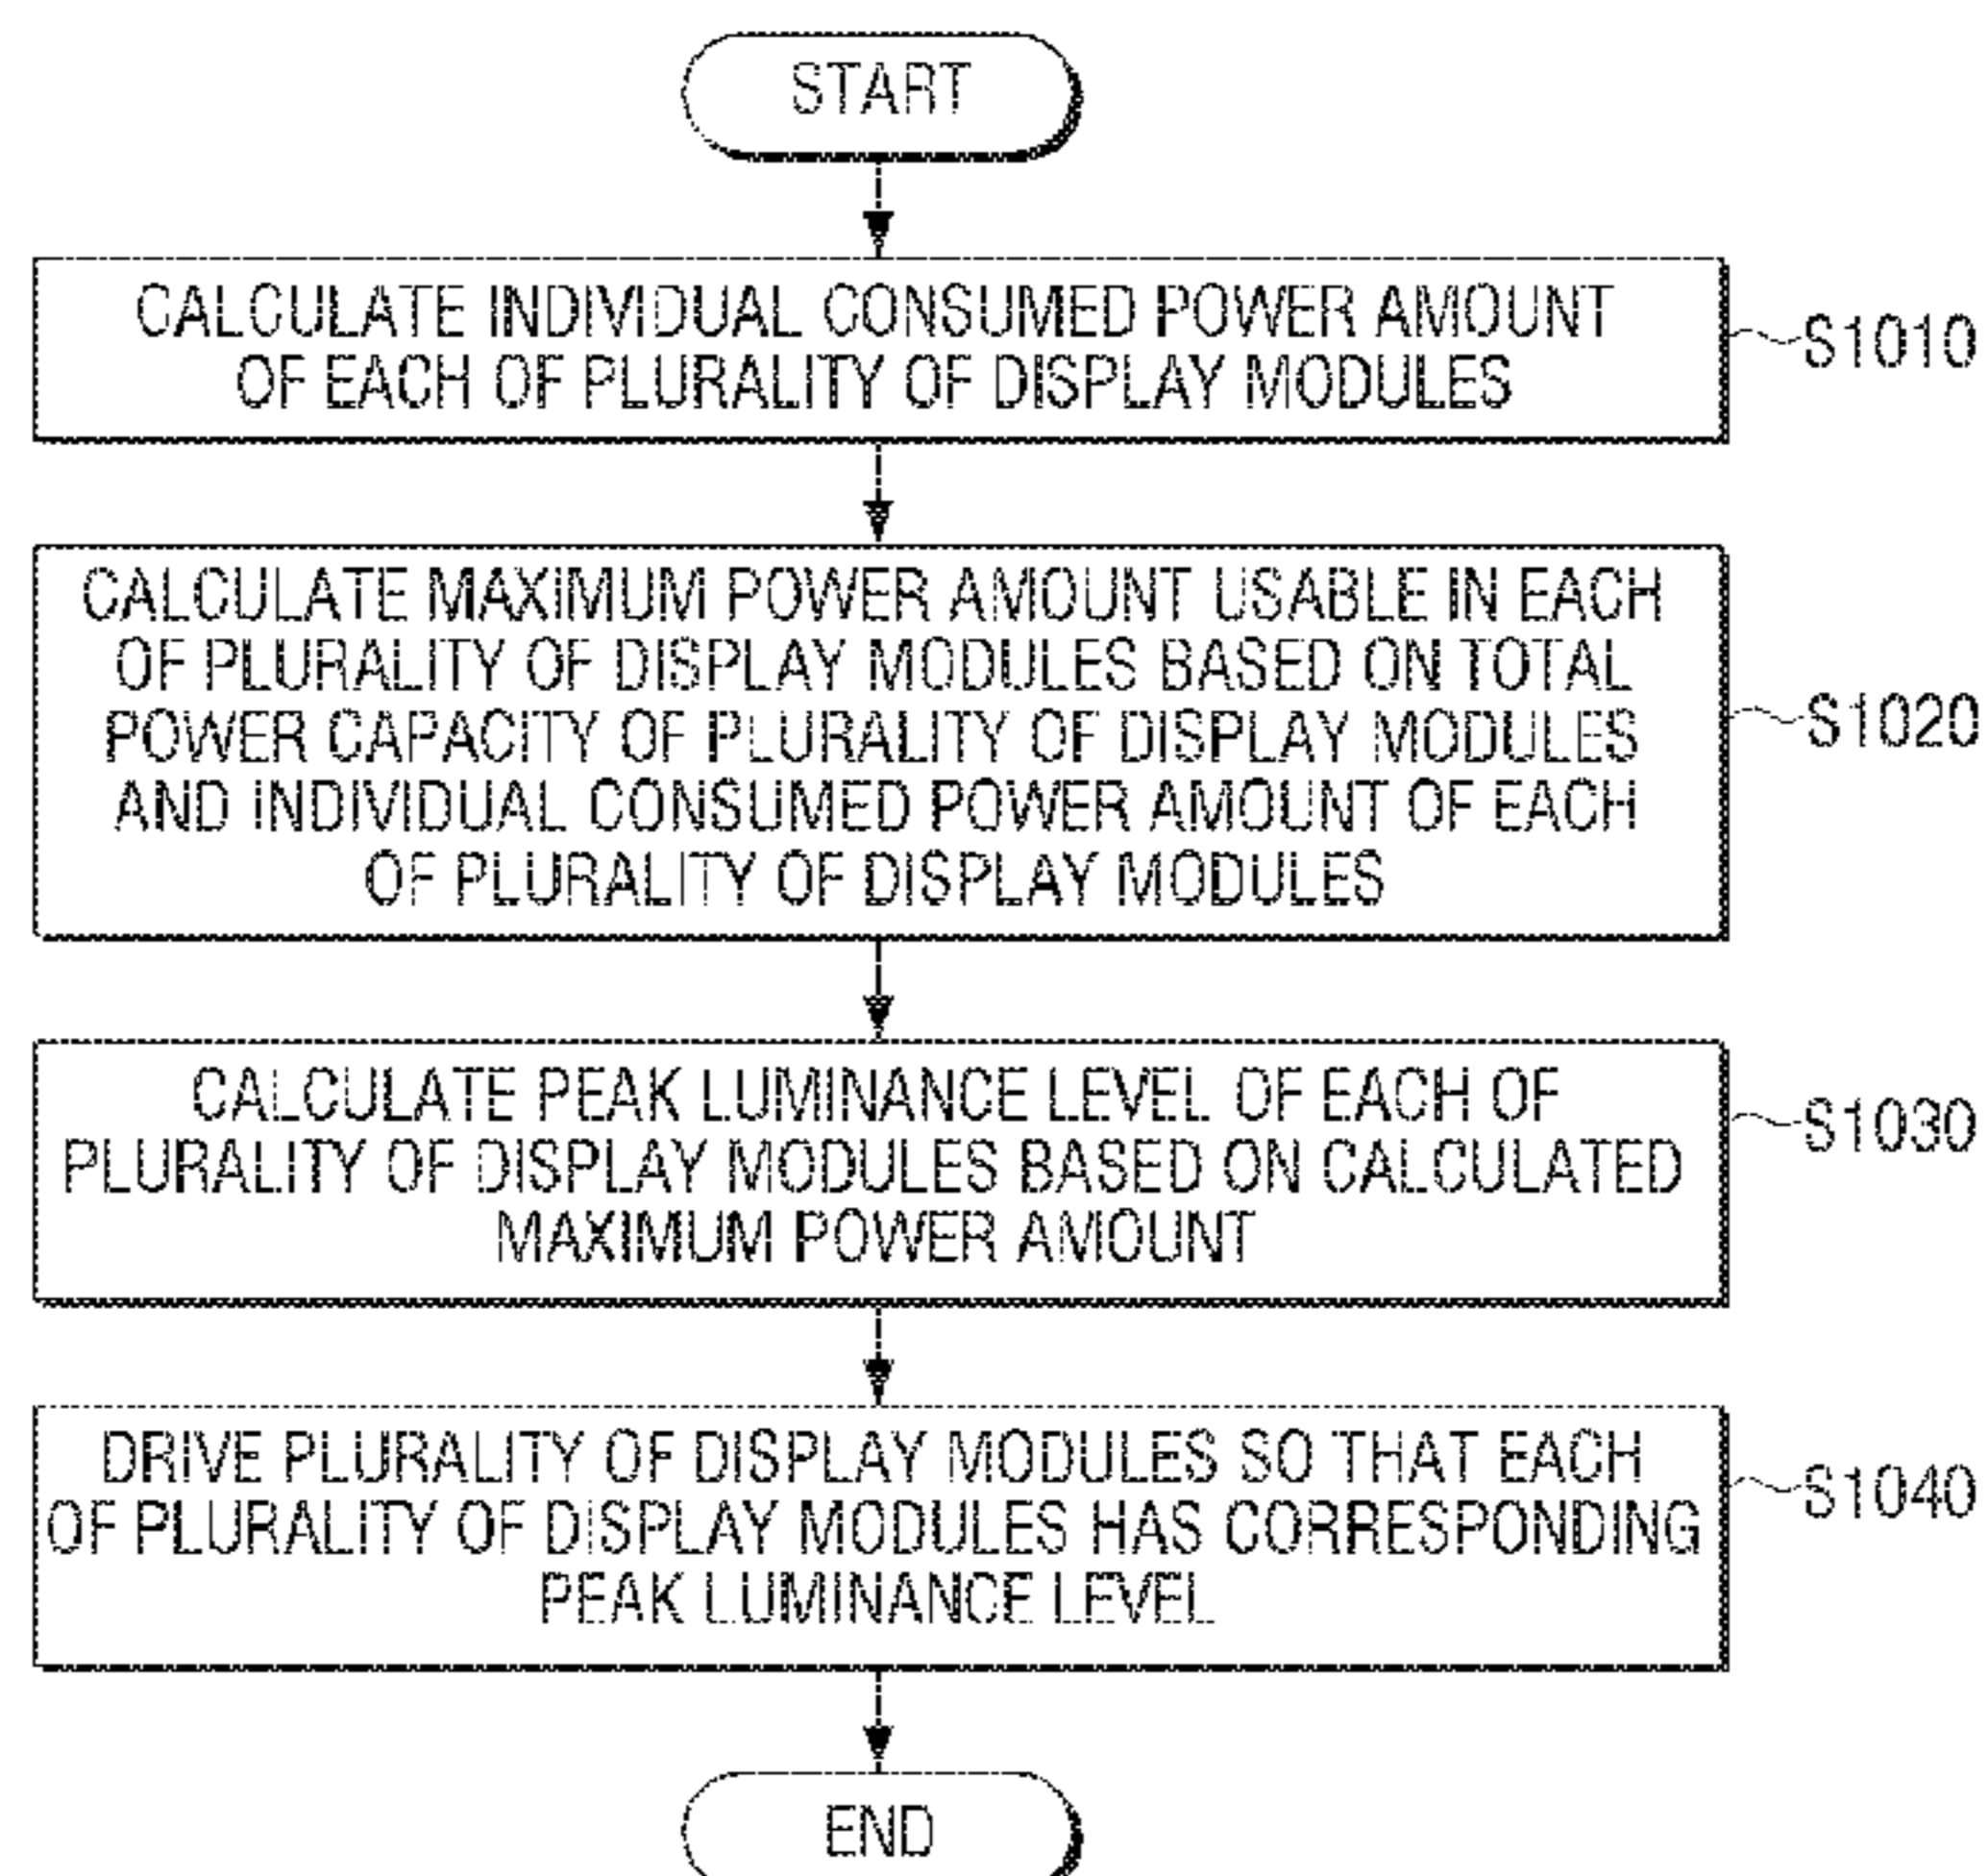 START
CALCULATE INDIVIDUAL CONSUMED POWER AMOUNT
OF EACH OF PLURALITY OF DISPLAY MODULES
S1010
CALCULATE MAXIMUM POWER AMOUNT USABLE IN EACH
OF PLURALITY OF DISPLAY MODULES BASED ON TOTAL
POWER CAPACITY OF PLURALITY OF DISPLAY MODULES
AND INDIVIDUAL CONSUMED POWER AMOUNT OF EACH
OF PLURALITY OF DISPLAY MODULES
S1020
CALCULATE PEAK LUMINANCE LEVEL OF EACH OF
PLURALITY OF DISPLAY MODULES BASED ON CALCULATED
MAXIMUM POWER AMOUNT
S1030
DRIVE PLURALITY OF DISPLAY MODULES SO THAT EACH
OF PLURALITY OF DISPLAY MODULES HAS CORRESPONDING
PEAK LUMINANCE LEVEL
S1040
END